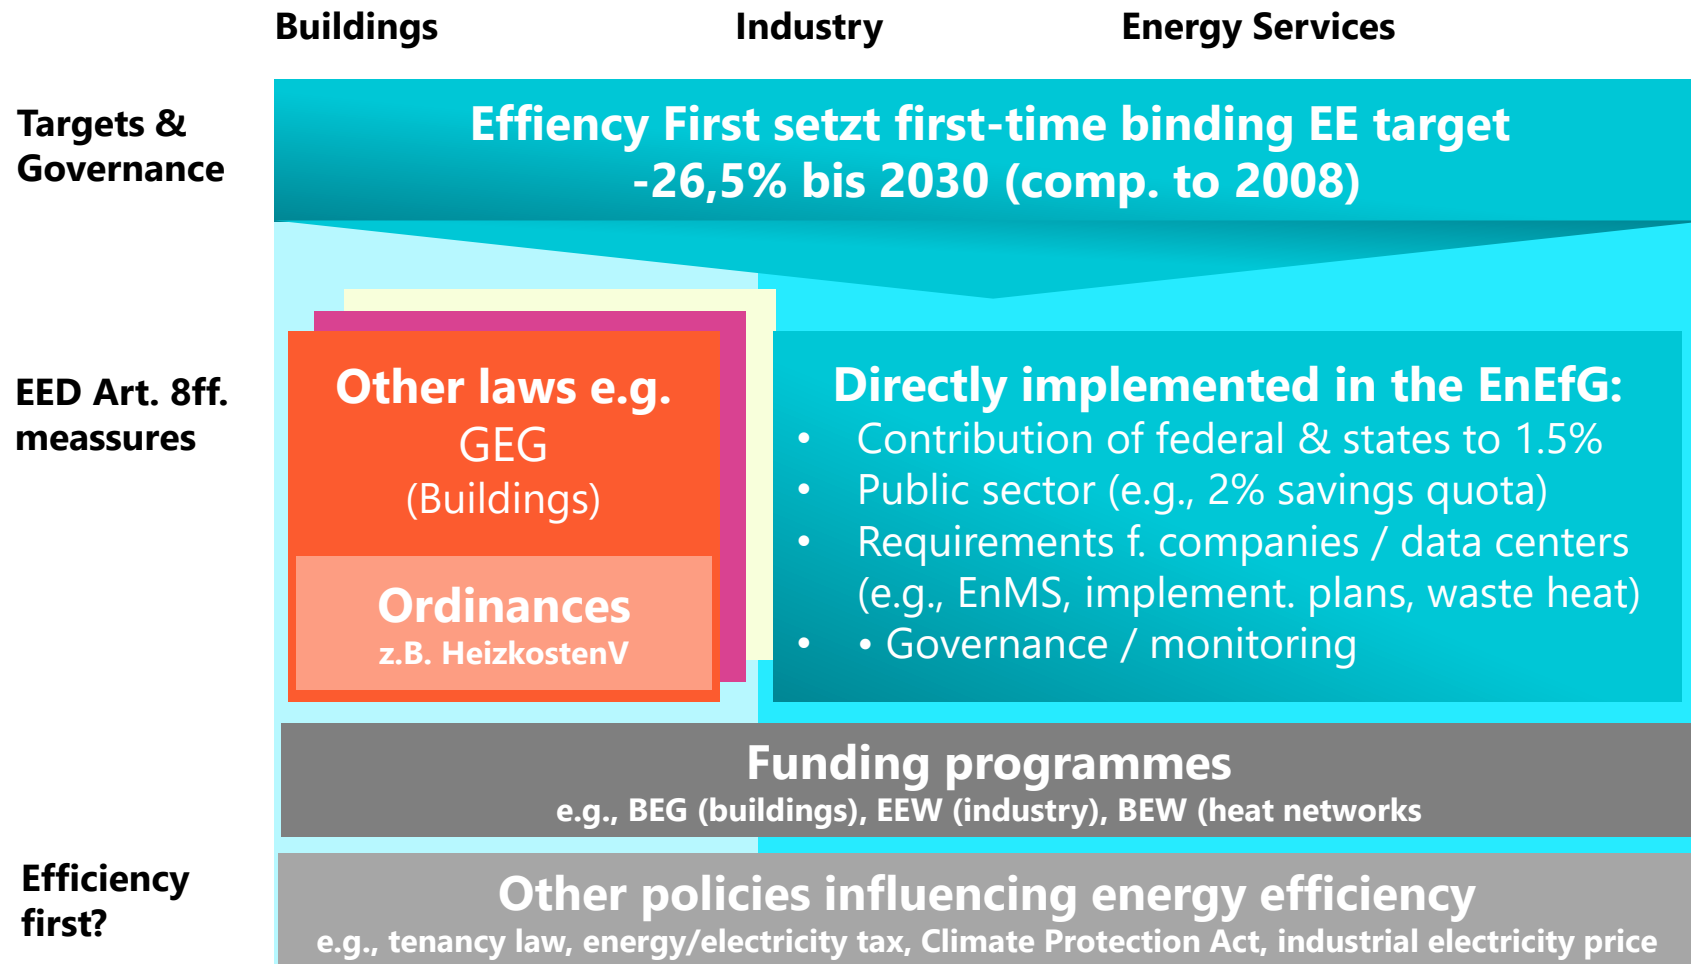 Buildings Industry Energy Services
Targets &
Governance
Effiency First setzt first-time binding EE target
-26,5% bis 2030 (comp. to 2008)
EED Art. 8ff.
meassures
Other laws e.g.
GEG
(Buildings)
Ordinances
z.B. HeizkostenV
Directly implemented in the EnEfG:
• Contribution of federal & states to 1.5%
• Public sector (e.g., 2% savings quota)
• Requirements f. companies / data centers
(e.g., EnMS, implement. plans, waste heat)
• • Governance / monitoring
Funding programmes
e.g., BEG (buildings), EEW (industry), BEW (heat networks
Efficiency
first?
Other policies influencing energy efficiency
e.g., tenancy law, energy/electricity tax, Climate Protection Act, industrial electricity price